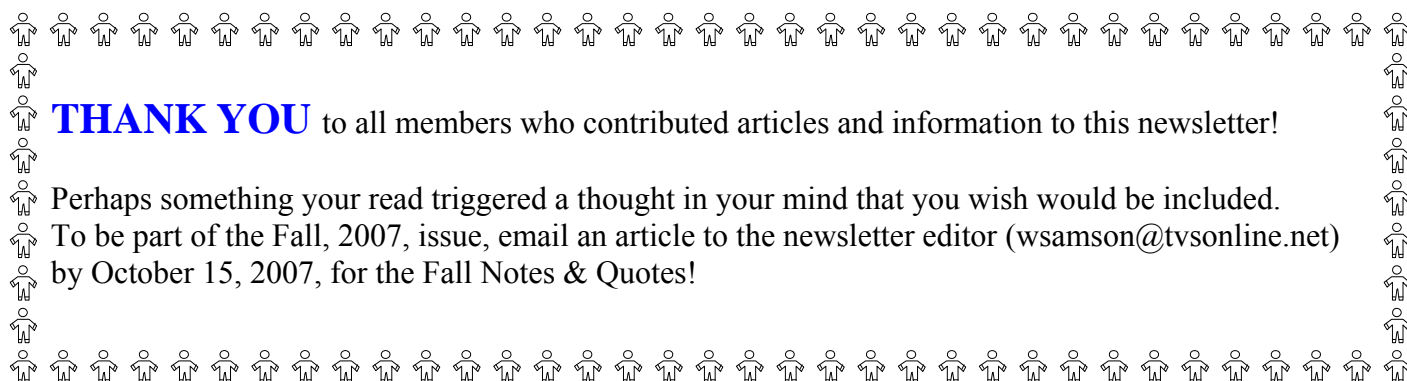 THANK YOU to all members who contributed articles and information to this newsletter!
Perhaps something your read triggered a thought in your mind that you wish would be included.
To be part of the Fall, 2007, issue, email an article to the newsletter editor (wsamson@tvsonline.net)
by October 15, 2007, for the Fall Notes & Quotes!